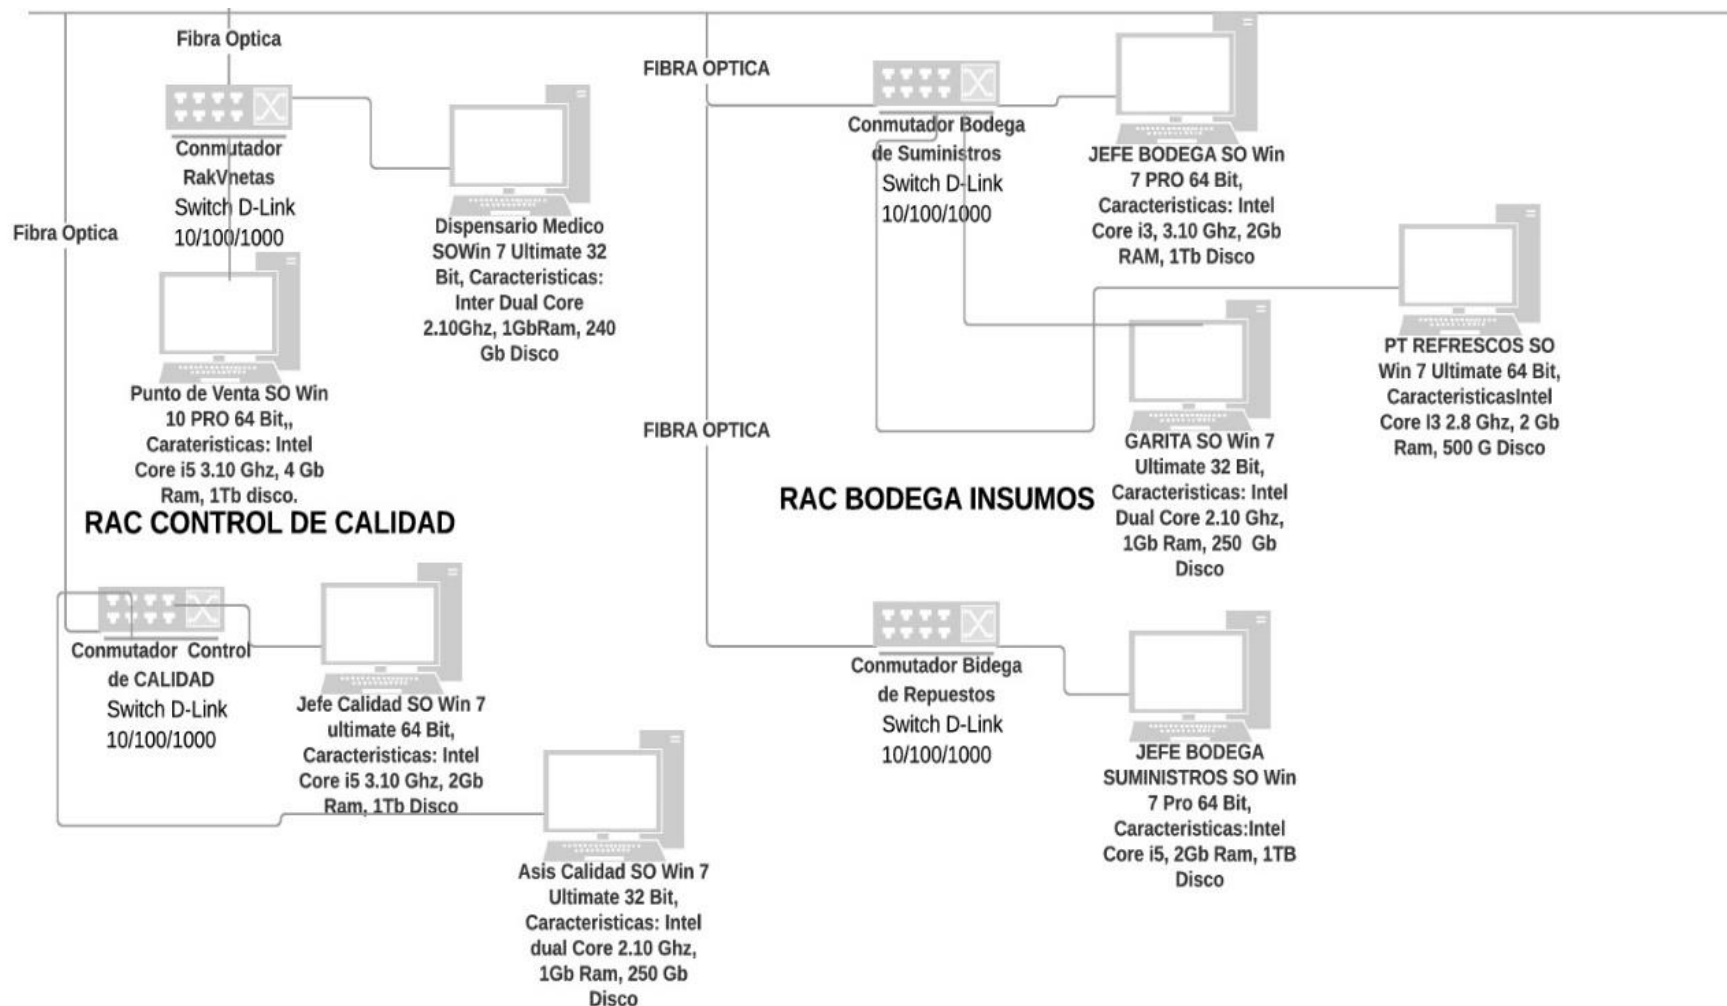 Fibra Optica
Conmutador
RakVnetas
Switch D-Link
10/100/1000
Dispensario Medico
SOWin 7 Ultimate 32
Bit, Caracteristicas:
Inter Dual Core
2.10Ghz, 1GbRam, 240
Gb Disco
Fibra Optica
Punto de Venta SO Win
10 PRO 64 Bit,,
Carateristicas: Intel
Core i5 3.10 Ghz, 4 Gb
Ram, 1Tb disco.
RAC CONTROL DE CALIDAD
Conmutador Control
de CALIDAD
Switch D-Link
10/100/1000
Jefe Calidad SO Win 7
ultimate 64 Bit,
Caracteristicas: Intel
Core i5 3.10 Ghz, 2Gb
Ram, 1Tb Disco
Asis Calidad SO Win 7
Ultimate 32 Bit,
Caracteristicas: Intel
dual Core 2.10 Ghz,
1Gb Ram, 250 Gb
Disco
FIBRA OPTICA
Conmutador Bodega
de Suministros
Switch D-Link
10/100/1000
JEFE BODEGA SO Win
7 PRO 64 Bit,
Caracteristicas: Intel
Core i3, 3.10 Ghz, 2Gb
RAM, 1Tb Disco
PT REFRESCOS SO
Win 7 Ultimate 64 Bit,
CaracteristicasIntel
Core I3 2.8 Ghz, 2 Gb
Ram, 500 G Disco
FIBRA OPTICA
GARITA SO Win 7
Ultimate 32 Bit,
Caracteristicas: Intel
Dual Core 2.10 Ghz,
1Gb Ram, 250 Gb
Disco
RAC BODEGA INSUMOS
Conmutador Bidega
de Repuestos
Switch D-Link
10/100/1000
JEFE BODEGA
SUMINISTROS SO Win
7 Pro 64 Bit,
Caracteristicas:Intel
Core i5, 2Gb Ram, 1TB
Disco